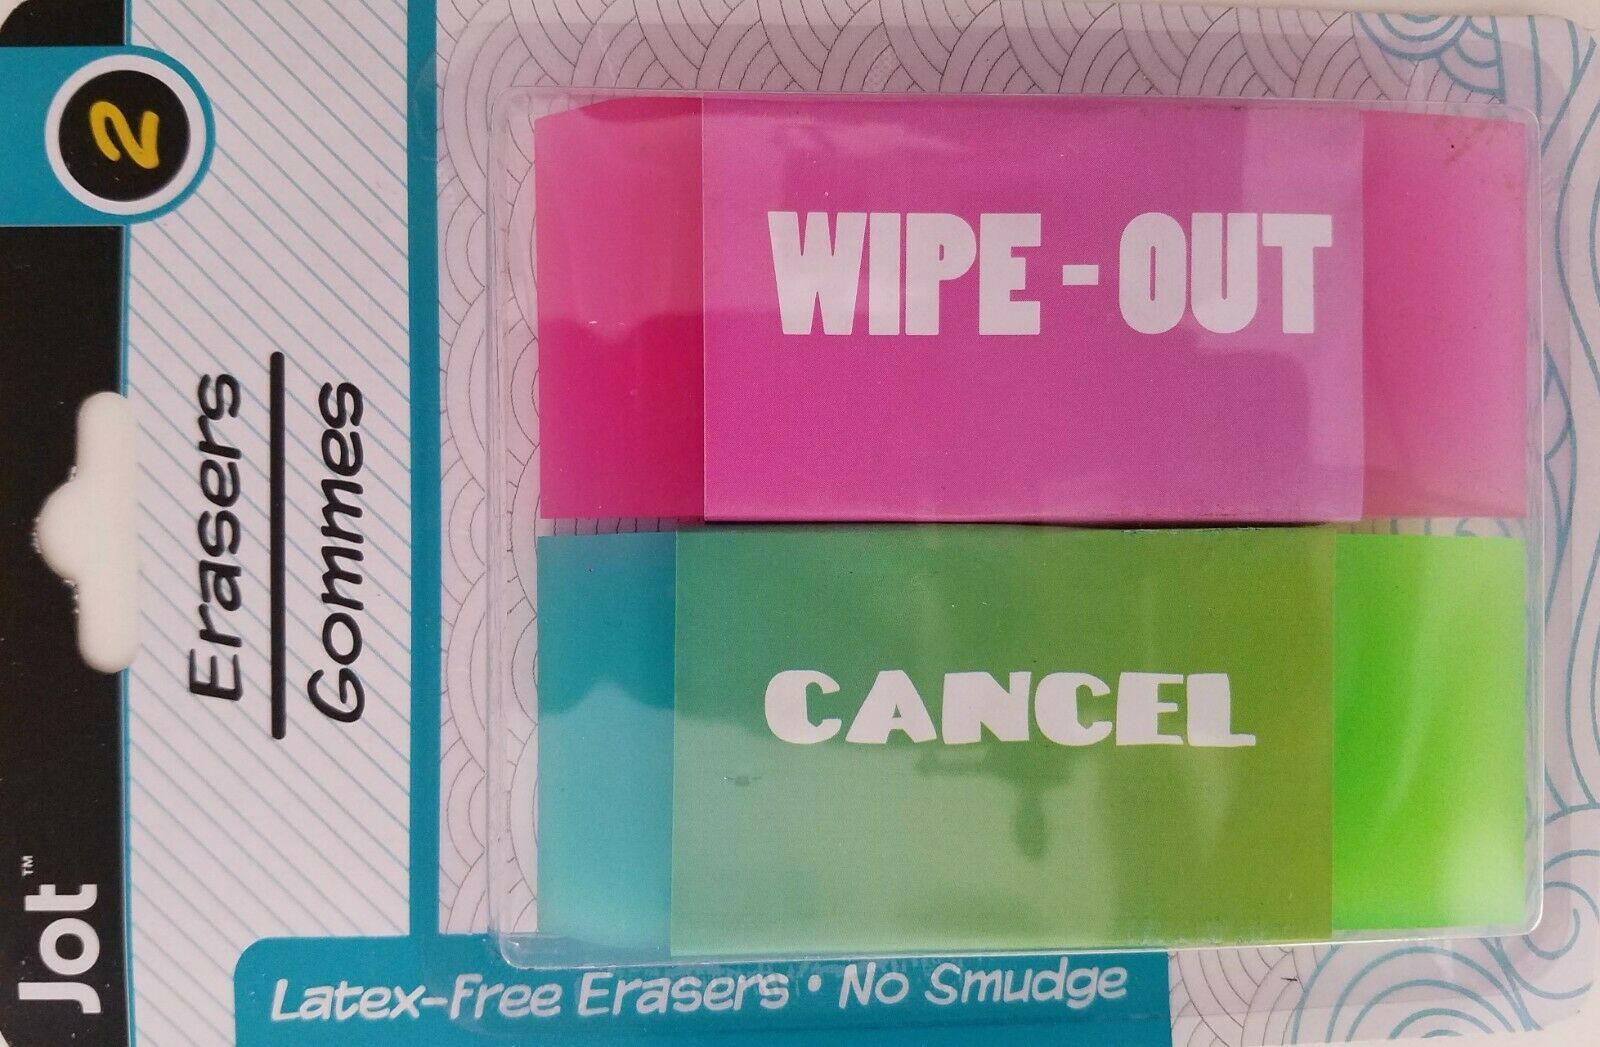 Jot™
2
Erasers
Gommes
WIPE-OUT
CANCEL
Latex-Free Erasers • No Smudge